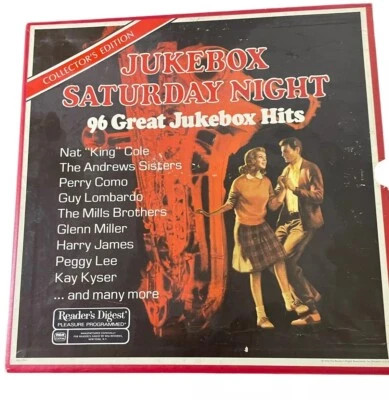 COLLECTOR'S EDITION
JUKEBOX
SATURDAY NIGHT
96 Great Jukebox Hits
Nat "King" Cole
The Andrews Sisters
Perry Como
Guy Lombardo
The Mills Brothers
Glenn Miller
Harry James
Peggy Lee
Kay Kyser
... and many more
Reader's Digest
PLEASURE PROGRAMMED